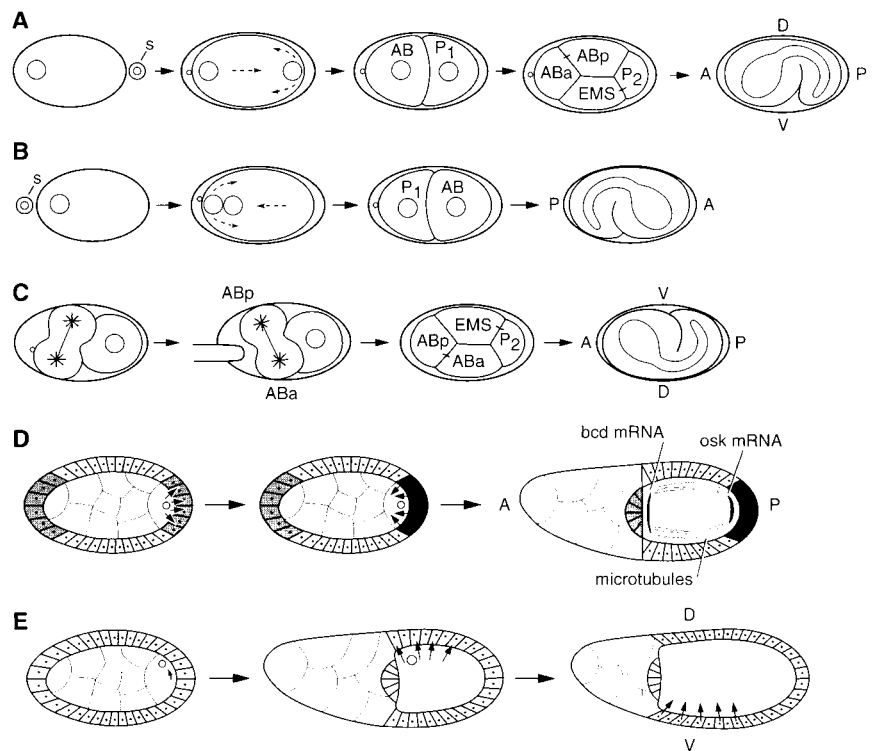 A
S
AB P1
ABp
ABa P2
EMS
D
A P
V
B
S
P1 AB
P A
C
ABp
ABa
EMS
ABp P2
ABa
V
A P
D
D
bcd mRNA
osk mRNA
A P
microtubules
E
D
V